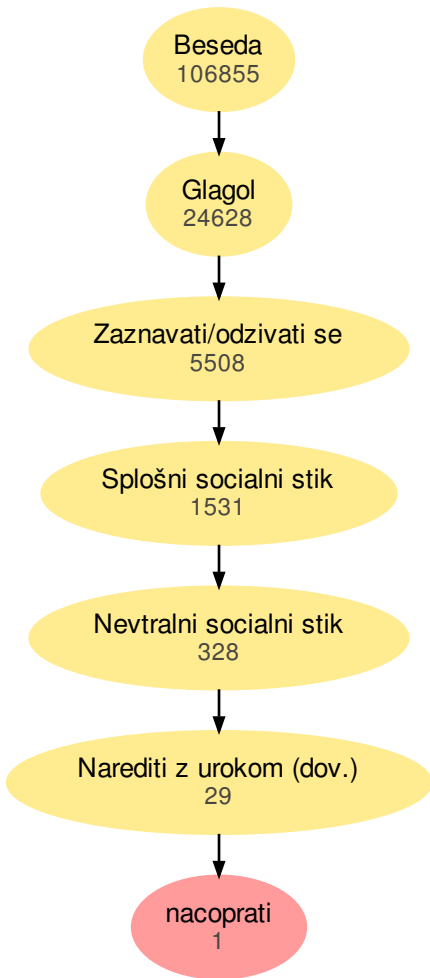 Beseda
106855
Glagol
24628
Zaznavati/odzivati se
5508
Splošni socialni stik
1531
Nevtralni socialni stik
328
Narediti z urokom (dov.)
29
nacoprati
1